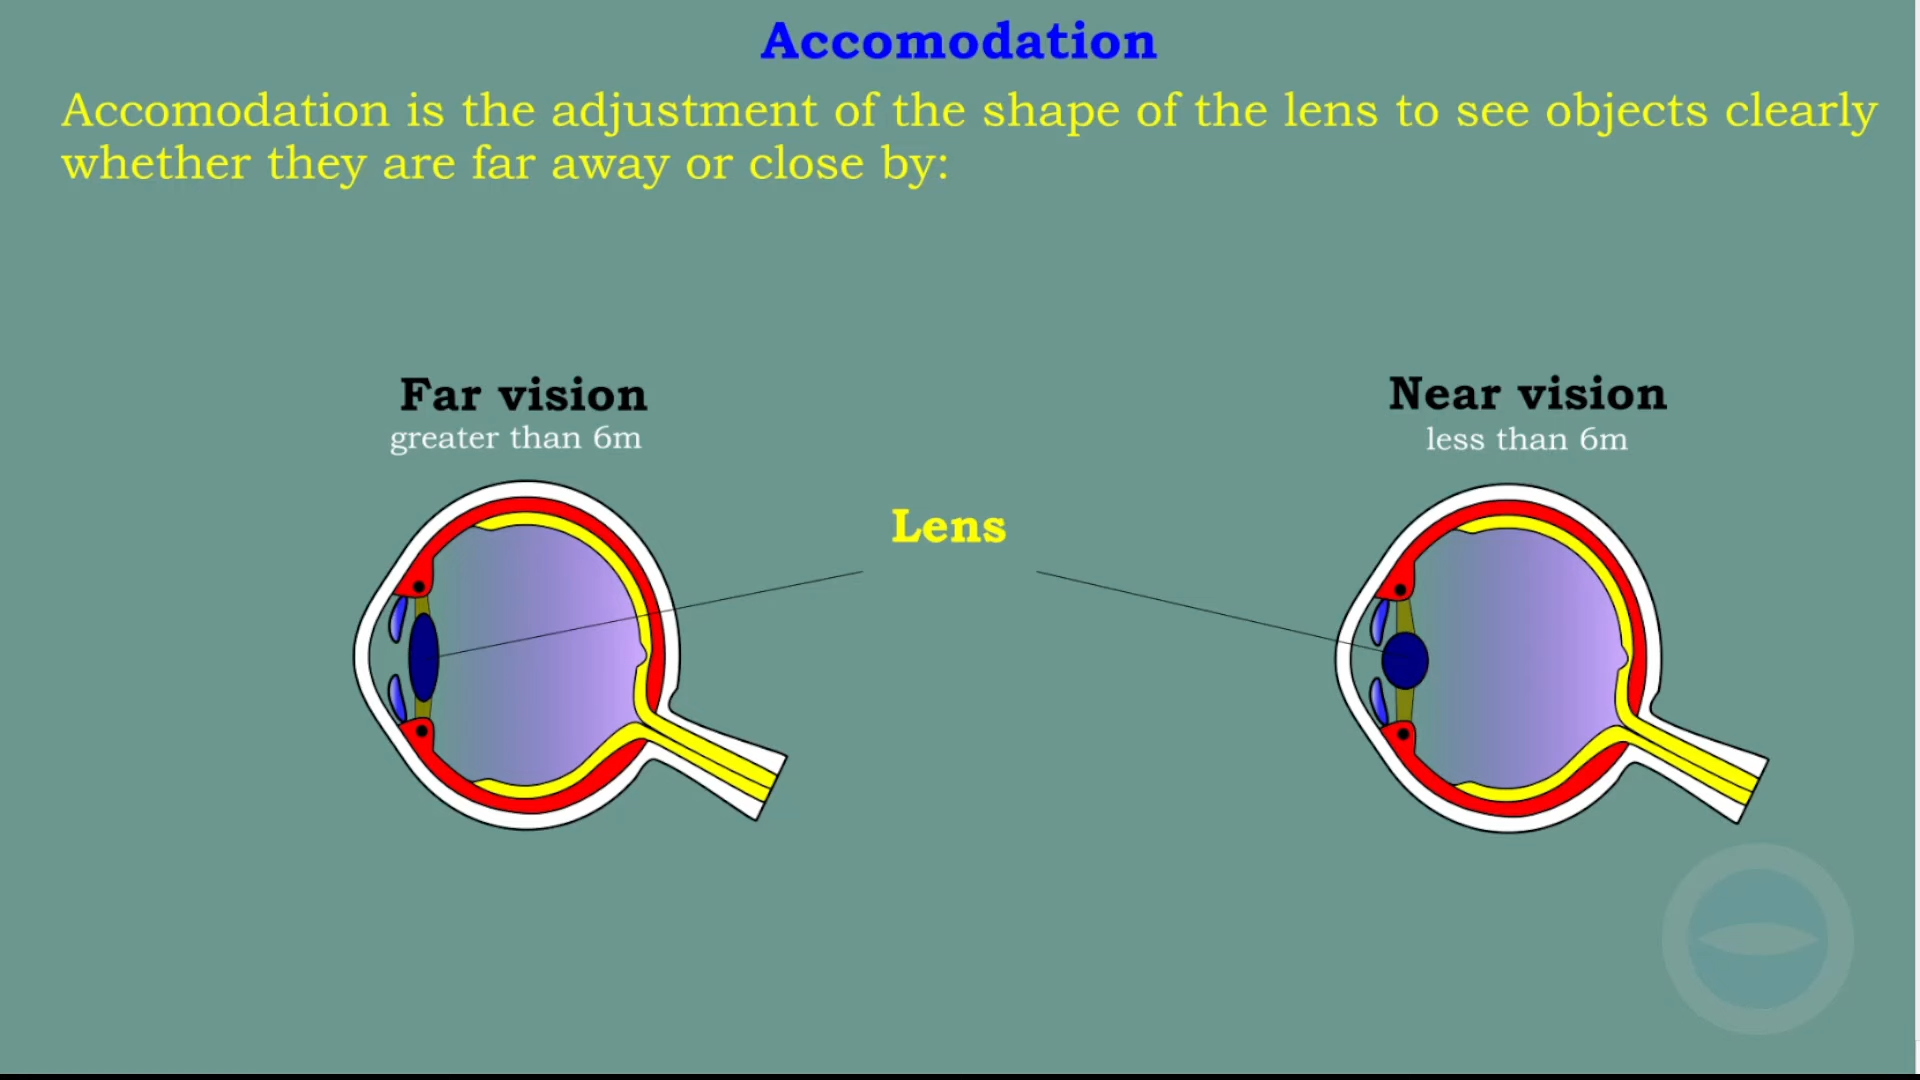 Accomodation
Accomodation is the adjustment of the shape of the lens to see objects clearly
whether they are far away or close by:
Far vision
greater than 6m
Near vision
less than 6m
Lens